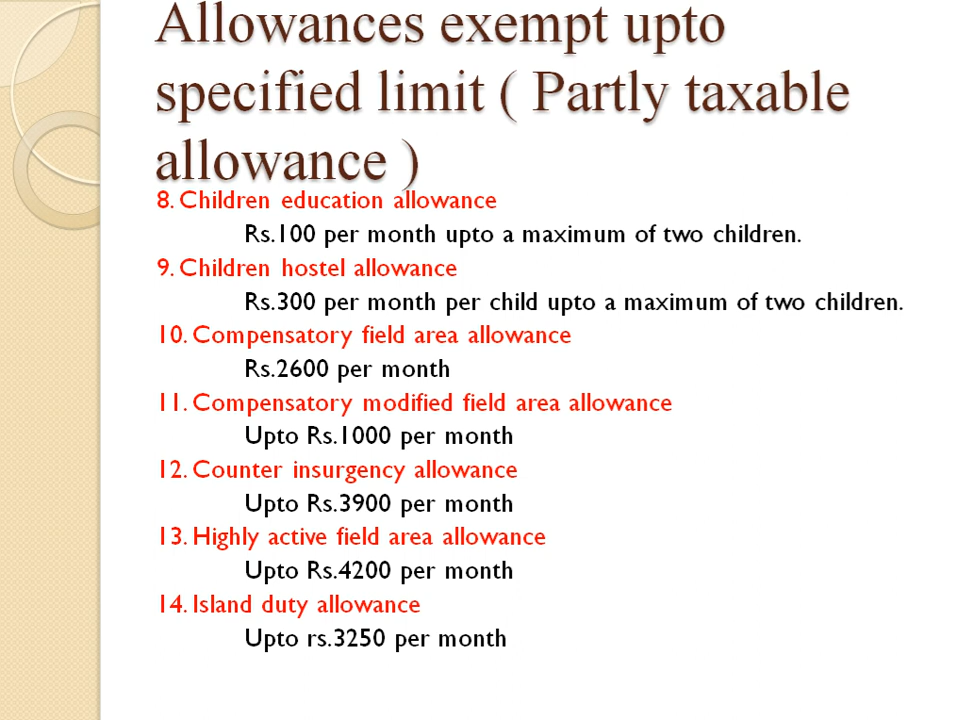 Allowances exempt upto
specified limit ( Partly taxable
allowance )
8. Children education allowance
Rs.100 per month upto a maximum of two children.
9. Children hostel allowance
Rs.300 per month per child upto a maximum of two children.
10. Compensatory field area allowance
Rs.2600 per month
11. Compensatory modified field area allowance
Upto Rs.1000 per month
12. Counter insurgency allowance
Upto Rs.3900 per month
13. Highly active field area allowance
Upto Rs.4200 per month
14. Island duty allowance
Upto rs.3250 per month